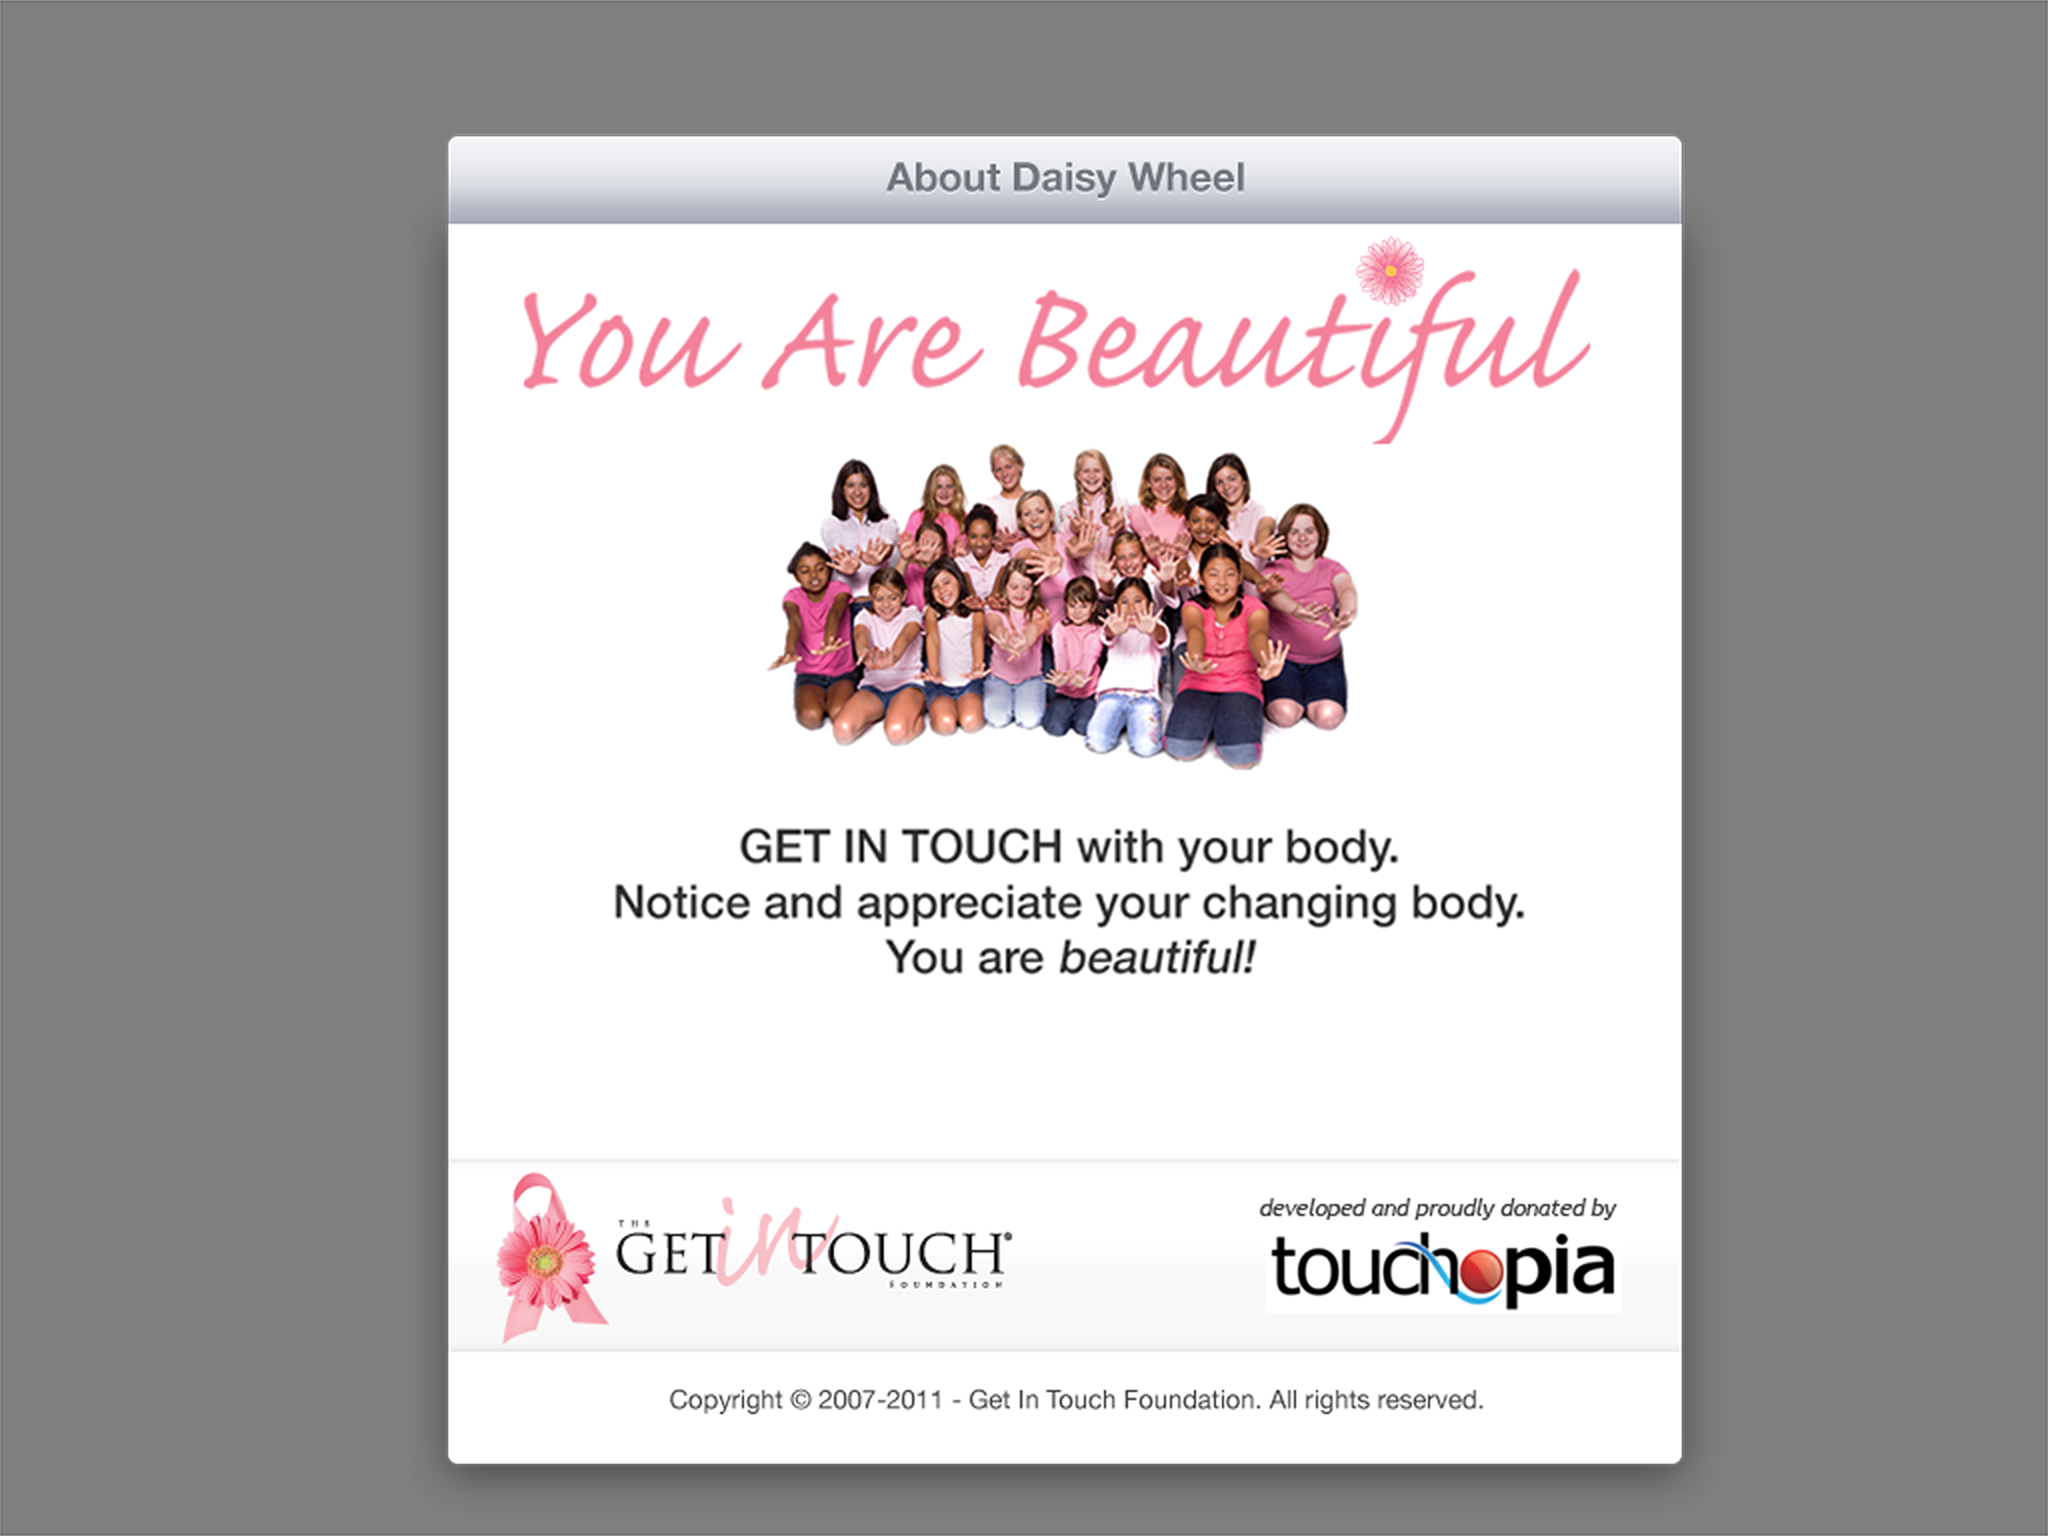 About Daisy Wheel
You Are Beautiful
GET IN TOUCH with your body.
Notice and appreciate your changing body.
You are beautiful!
THE
GET in TOUCH®
FOUNDATION
developed and proudly donated by
touchopia
Copyright © 2007-2011 - Get In Touch Foundation. All rights reserved.